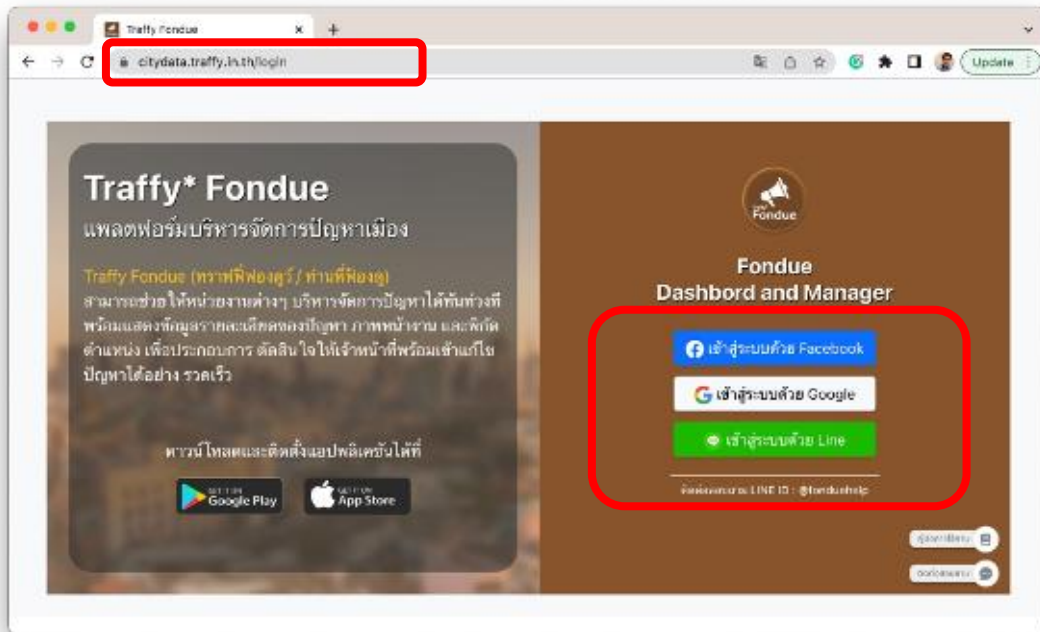 Traffy Fondue
citydata.traffy.in.th/login
Update
Traffy* Fondue
แพลตฟอร์มบริหารจัดการปัญหาเมือง
Traffy Fondue (ทราฟฟี่ฟองดูว์ / ท่านพี่ฟ้องดู)
สามารถช่วยให้หน่วยงานต่างๆ บริหารจัดการปัญหาได้ทันท่วงที
พร้อมแสดงข้อมูลรายละเอียดของปัญหา ภาพหน้างาน และพิกัด
ตำแหน่ง เพื่อประกอบการ ตัดสินใจให้เจ้าหน้าที่พร้อมเข้าแก้ไข
ปัญหาได้อย่าง รวดเร็ว
ดาวน์โหลดและติดตั้งแอปพลิเคชันได้ที่
GET IT ON
Google Play
GET IT ON
App Store
Fondue
Fondue
Dashbord and Manager
เข้าสู่ระบบด้วย Facebook
เข้าสู่ระบบด้วย Google
เข้าสู่ระบบด้วย Line
LINE ID : @fonduehelp